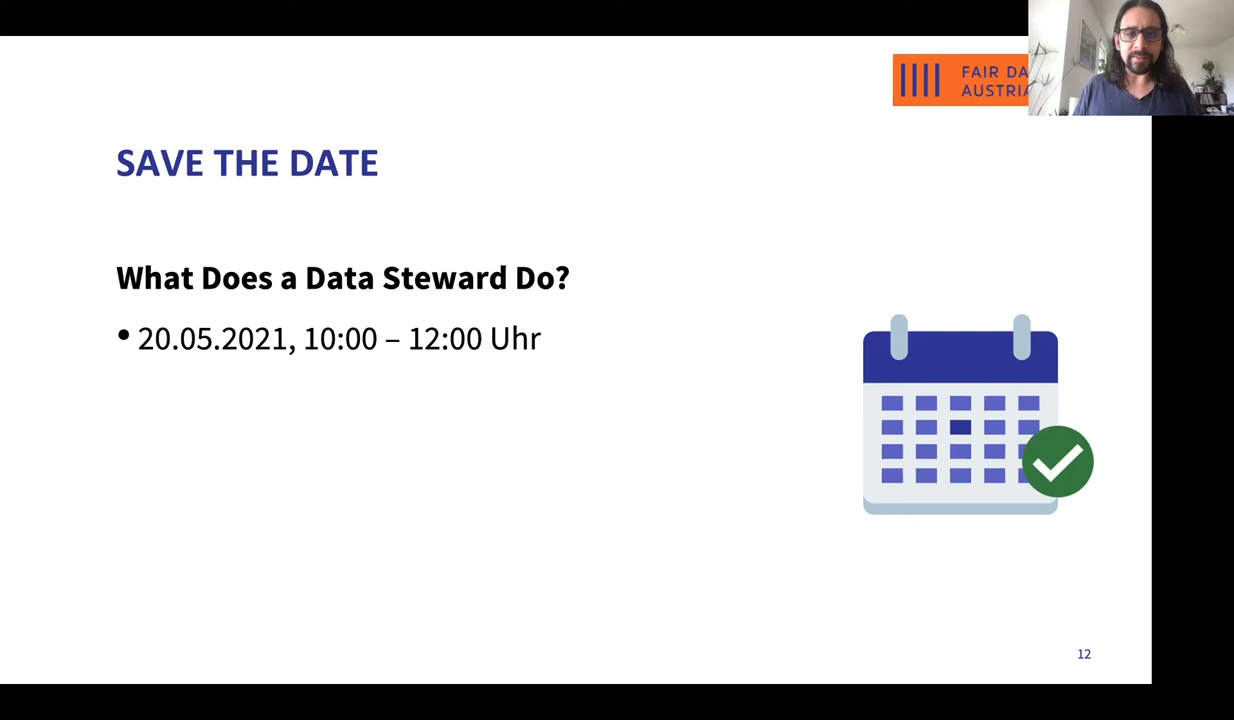 FAIR DA
AUSTRIA
SAVE THE DATE
What Does a Data Steward Do?
• 20.05.2021, 10:00 – 12:00 Uhr
12